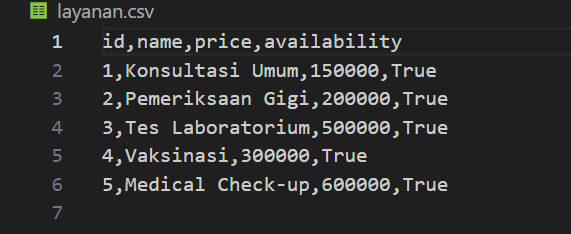 layanan.csv
1 id,name,price,availability
2 1,Konsultasi Umum,150000,True
3 2,Pemeriksaan Gigi,200000,True
4 3,Tes Laboratorium,500000,True
5 4,Vaksinasi,300000,True
6 5,Medical Check-up,600000,True
7